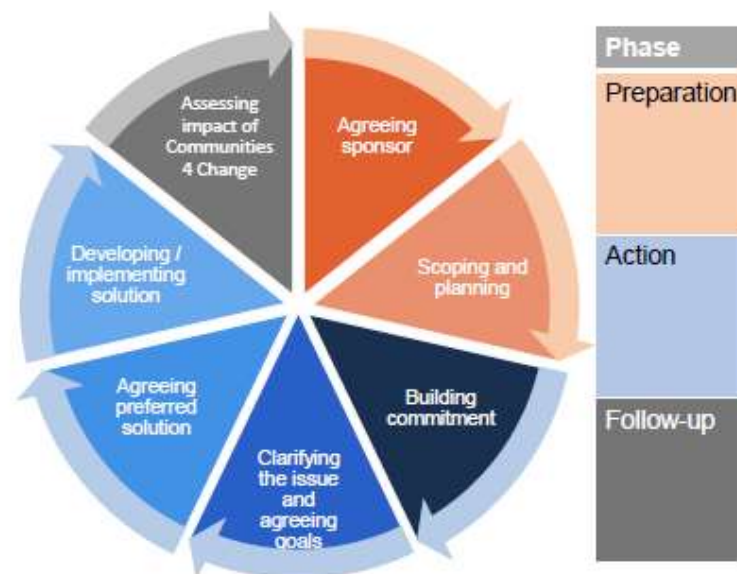 Assessing
impact of
Communities
4 Change
Agreeing
sponsor
Scoping and
planning
Building
commitment
Clarifying
the issue
and
agreeing
goals
Agreeing
preferred
solution
Developing /
implementing
solution
Phase
Preparation
Action
Follow-up